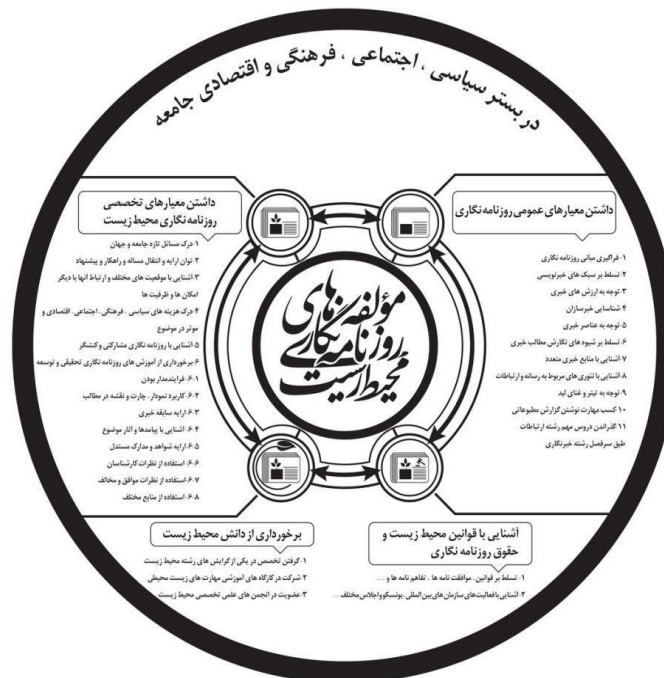 در بستر سیاسی ، اجتماعی ، فرهنگی و اقتصادی جامعه
داشتن معیارهای عمومی روزنامه نگاری
۱- فراگیری مبانی روزنامه نگاری
۲-تسلط بر سبک های خبرنویسی
۳-توجه به ارزش های خبری
۴-شناسایی خبرسازان
۵-توجه به عناصر خبری
۶-تسلط بر شیوه های نگارش مطالب خبری
۷-آشنایی با منابع خبری متعدد
۸-آشنایی با تئوری های مربوط به رسانه و ارتباطات
۹-توجه به تیتر و غنای لید
۱۰-کسب مهارت نوشتن گزارش مطبوعاتی
۱۱-گذراندن دروس مهم رشته ارتباطات
طبق سرفصل رشته خبرنگاری
داشتن معیارهای تخصصی
روزنامه نگاری محیط زیست
۱-درک مسائل تازه جامعه و جهان
۲-توان ارایه و انتقال مساله و راهکار و پیشنهاد
۳-آشنایی با موقعیت های مختلف و ارتباط آنها با دیگر
امکان ها و ظرفیت ها
۴-درک هزینه های سیاسی ، فرهنگی ، اجتماعی ، اقتصادی و
موثر در موضوع
۵-آشنایی با روزنامه نگاری مشارکتی و کنشگر
۶-برخورداری از آموزش های روزنامه نگاری تحقیقی و توسعه
۶-۱-فرایندمدار بودن
۶-۲-کاربرد نمودار ، چارت و نقشه در مطالب
۶-۳-ارایه سابقه خبری
۶-۴-آشنایی با پیامدها و آثار موضوع
۶-۵-ارایه شواهد و مدارک مستدل
۶-۶-استفاده از نظرات کارشناسان
۶-۷-استفاده از نظرات موافق و مخالف
۶-۸-استفاده از منابع مختلف
مؤلفه های
روزنامه نگاری
محیط زیست
آشنایی با قوانین محیط زیست و
حقوق روزنامه نگاری
۱- تسلط بر قوانین ، موافقت نامه ها ، تفاهم نامه ها و ...
۲-آشنایی با فعالیت های سازمان های بین المللی ,یونسکو و اجلاس مختلف ...
برخورداری از دانش محیط زیست
۱-گرفتن تخصص در یکی از گرایش های رشته محیط زیست
۲-شرکت در کارگاه های آموزشی مهارت های زیست محیطی
۳-عضویت در انجمن های علمی تخصصی محیط زیست